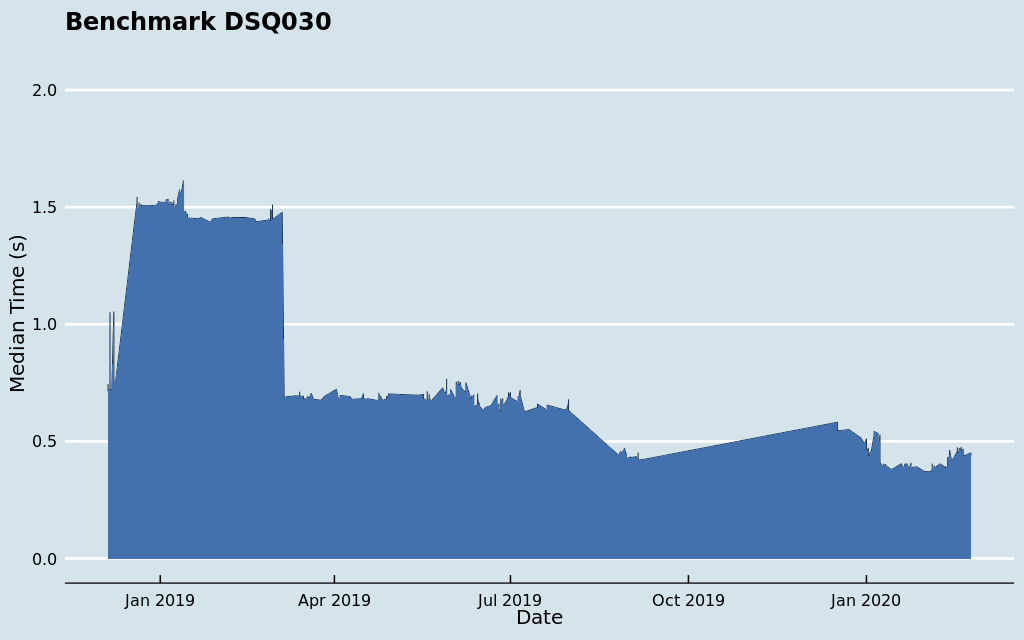 Benchmark DSQ030
2.0
1.5
1.0
0.5
0.0
Median Time (s)
Jan 2019
Apr 2019
Jul 2019
Oct 2019
Jan 2020
Date